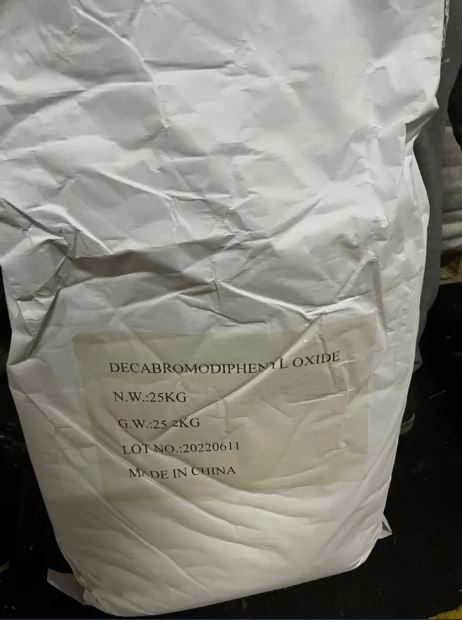 DECABROMODIPHENYL OXIDE
N.W.:25KG
G.W.:25.2KG
LOT NO.:20220611
MADE IN CHINA